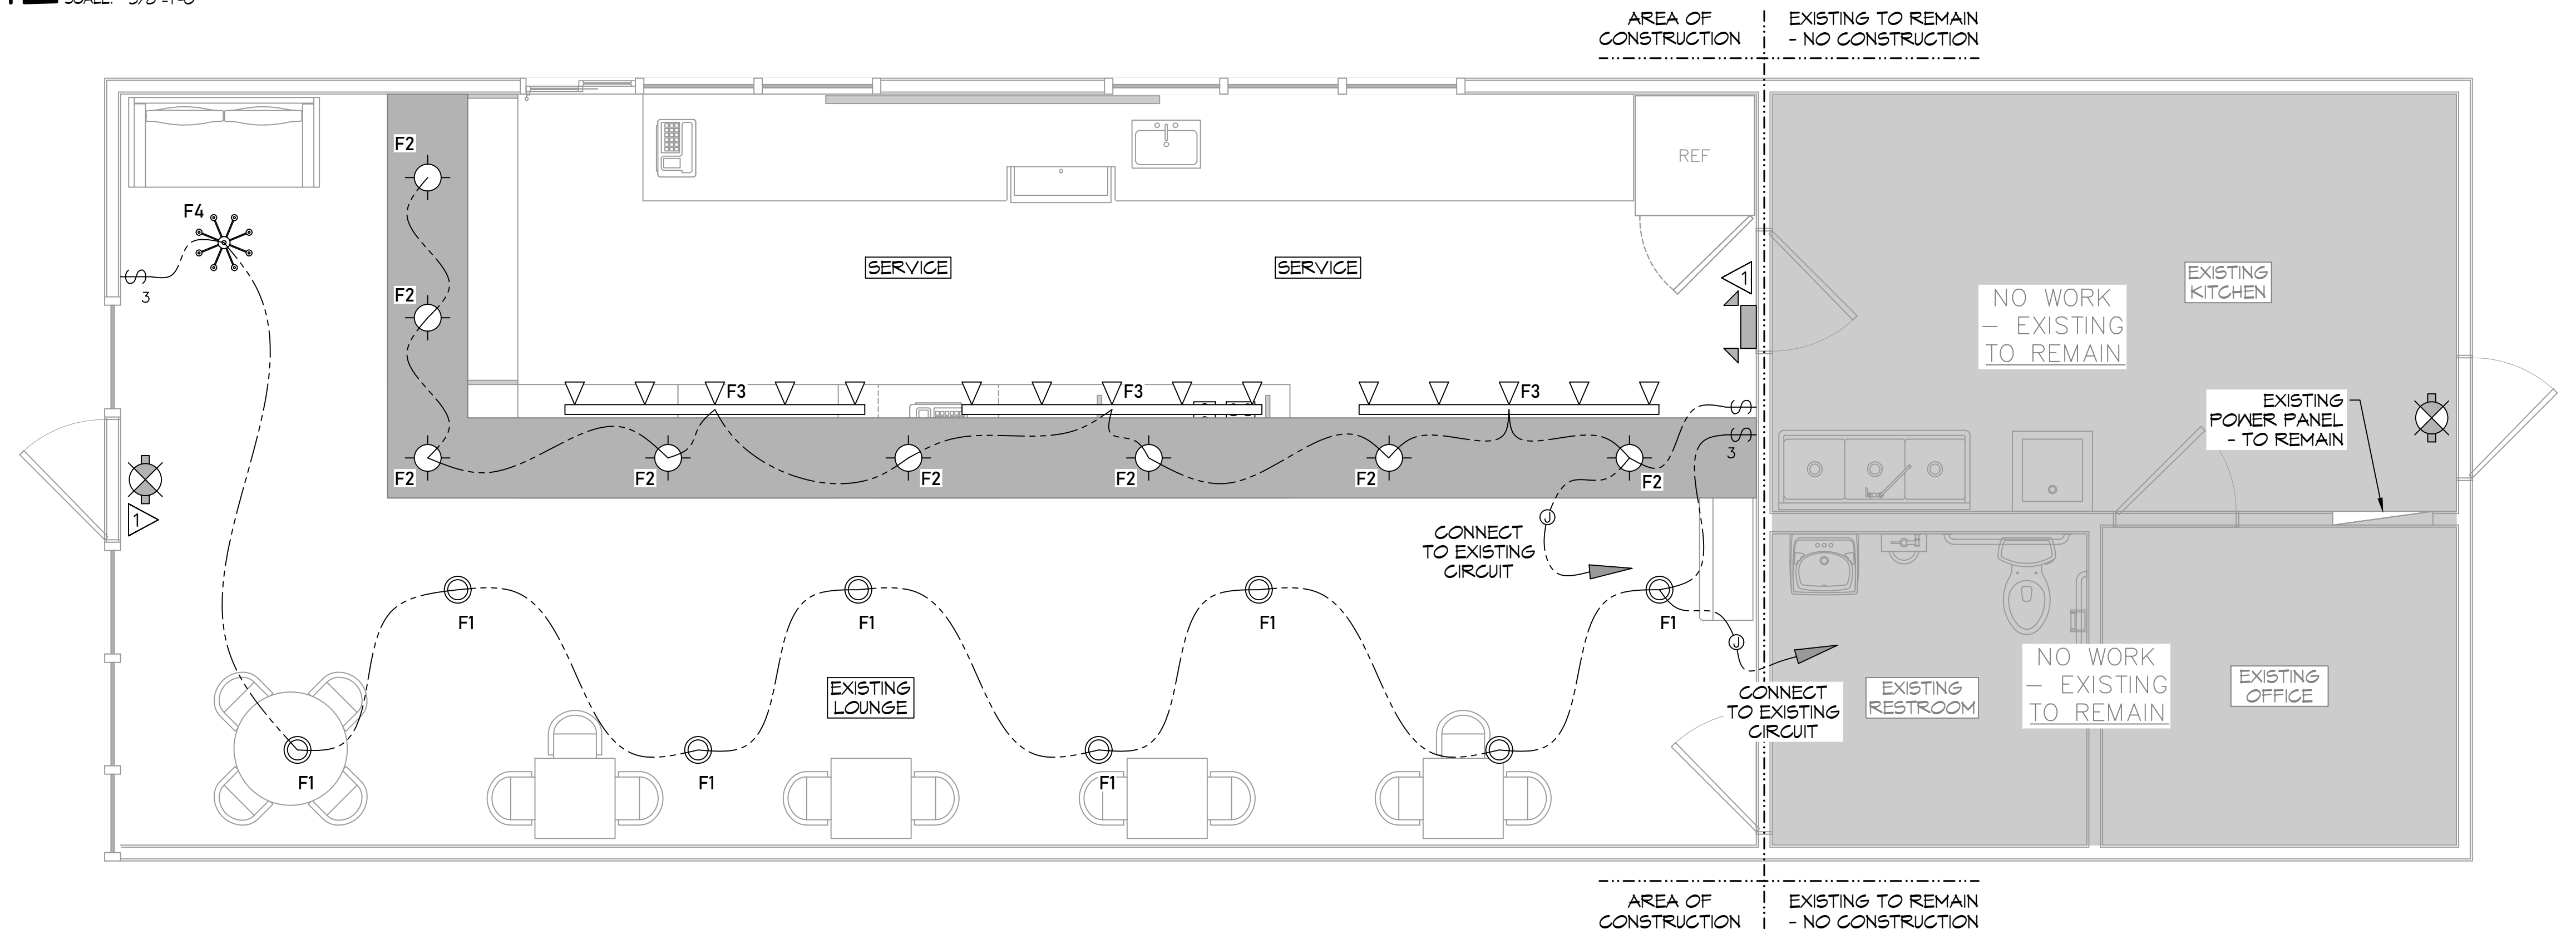 AREA OF
CONSTRUCTION
EXISTING TO REMAIN
- NO CONSTRUCTION
F2
REF
F4
SERVICE
SERVICE
1
EXISTING
KITCHEN
NO WORK
- EXISTING
TO REMAIN
3
F2
F3
F3
F3
EXISTING
POWER PANEL
- TO REMAIN
3
F2
F2
F2
F2
F2
F2
1
J
CONNECT
TO EXISTING
CIRCUIT
F1
F1
F1
F1
J
NO WORK
- EXISTING
TO REMAIN
EXISTING
LOUNGE
CONNECT
TO EXISTING
CIRCUIT
EXISTING
RESTROOM
EXISTING
OFFICE
F1
F1
F1
AREA OF
CONSTRUCTION
EXISTING TO REMAIN
- NO CONSTRUCTION